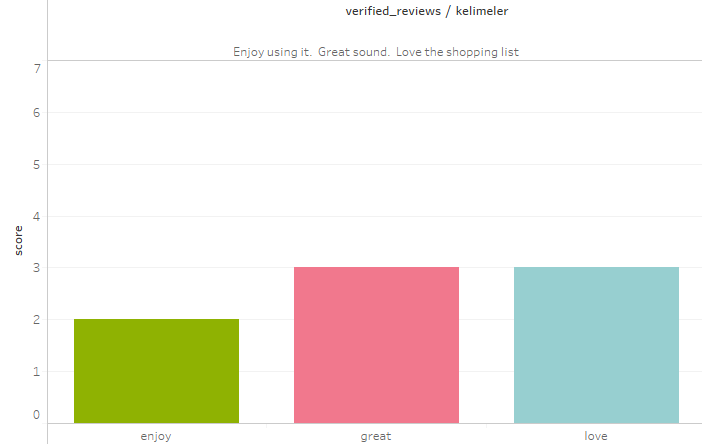 verified_reviews / kelimeler
Enjoy using it.  Great sound.  Love the shopping list
7
6
5
4
score
3
2
1
0
enjoy great love